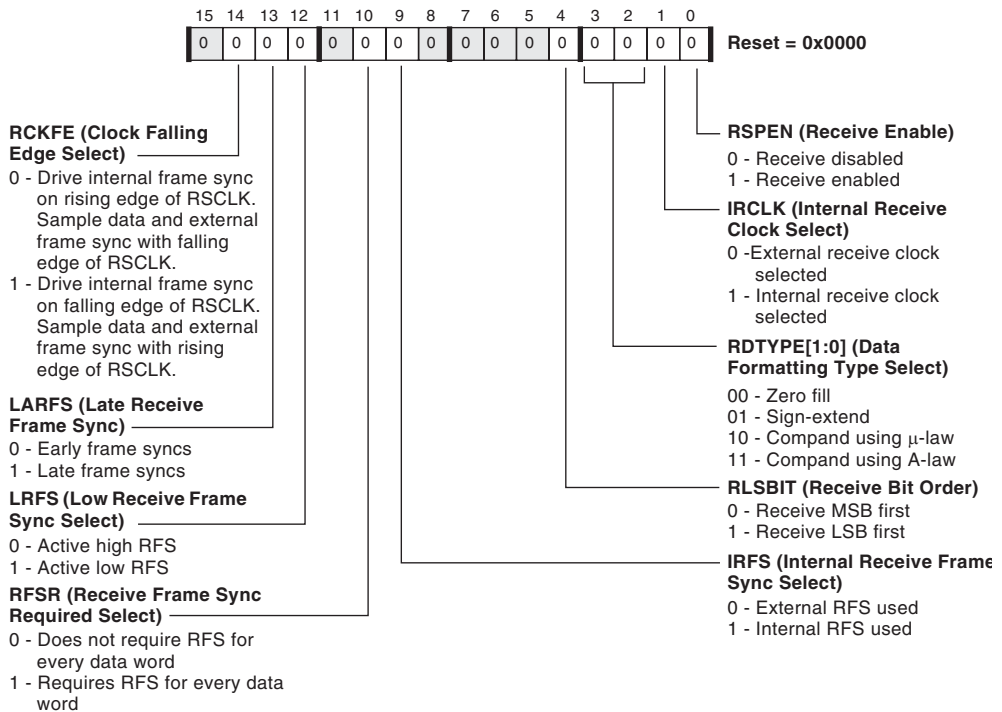 15 14 13 12 11 10 9 8 7 6 5 4 3 2 1 0
0 0 0 0 0 0 0 0 0 0 0 0 0 0 0 0
Reset = 0x0000
RCKFE (Clock Falling
Edge Select)
0 - Drive internal frame sync
on rising edge of RSCLK.
Sample data and external
frame sync with falling
edge of RSCLK.
1 - Drive internal frame sync
on falling edge of RSCLK.
Sample data and external
frame sync with rising
edge of RSCLK.
LARFS (Late Receive
Frame Sync)
0 - Early frame syncs
1 - Late frame syncs
LRFS (Low Receive Frame
Sync Select)
0 - Active high RFS
1 - Active low RFS
RFSR (Receive Frame Sync
Required Select)
0 - Does not require RFS for
every data word
1 - Requires RFS for every data
word
RSPEN (Receive Enable)
0 - Receive disabled
1 - Receive enabled
IRCLK (Internal Receive
Clock Select)
0 -External receive clock
selected
1 - Internal receive clock
selected
RDTYPE[1:0] (Data
Formatting Type Select)
00 - Zero fill
01 - Sign-extend
10 - Compand using μ-law
11 - Compand using A-law
RLSBIT (Receive Bit Order)
0 - Receive MSB first
1 - Receive LSB first
IRFS (Internal Receive Frame
Sync Select)
0 - External RFS used
1 - Internal RFS used